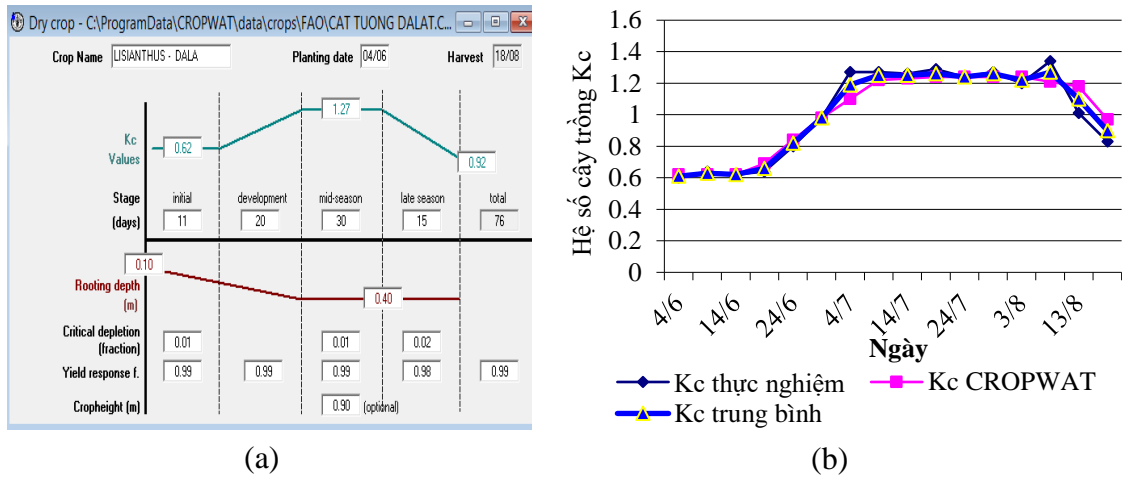 Dry crop - C:\ProgramData\CROPWAT\data\crops\FAO\CAT TUONG DALAT.C...
Crop Name LISIANTHUS - DALA Planting date 04/06 Harvest 18/08
Kc Values 0.62 1.27 0.92
Stage initial development mid-season late season total
(days) 11 20 30 15 76
Rooting depth (m) 0.10 0.40
Critical depletion (fraction) 0.01 0.01 0.02
Yield response f. 0.99 0.99 0.99 0.98 0.99
Cropheight (m) 0.90 (optional)
(a)
Hệ số cây trồng Kc
1.6
1.4
1.2
1
0.8
0.6
0.4
0.2
0
4/6 14/6 24/6 4/7 14/7 24/7 3/8 13/8
Ngày
Kc thực nghiệm Kc CROPWAT
Kc trung bình
(b)